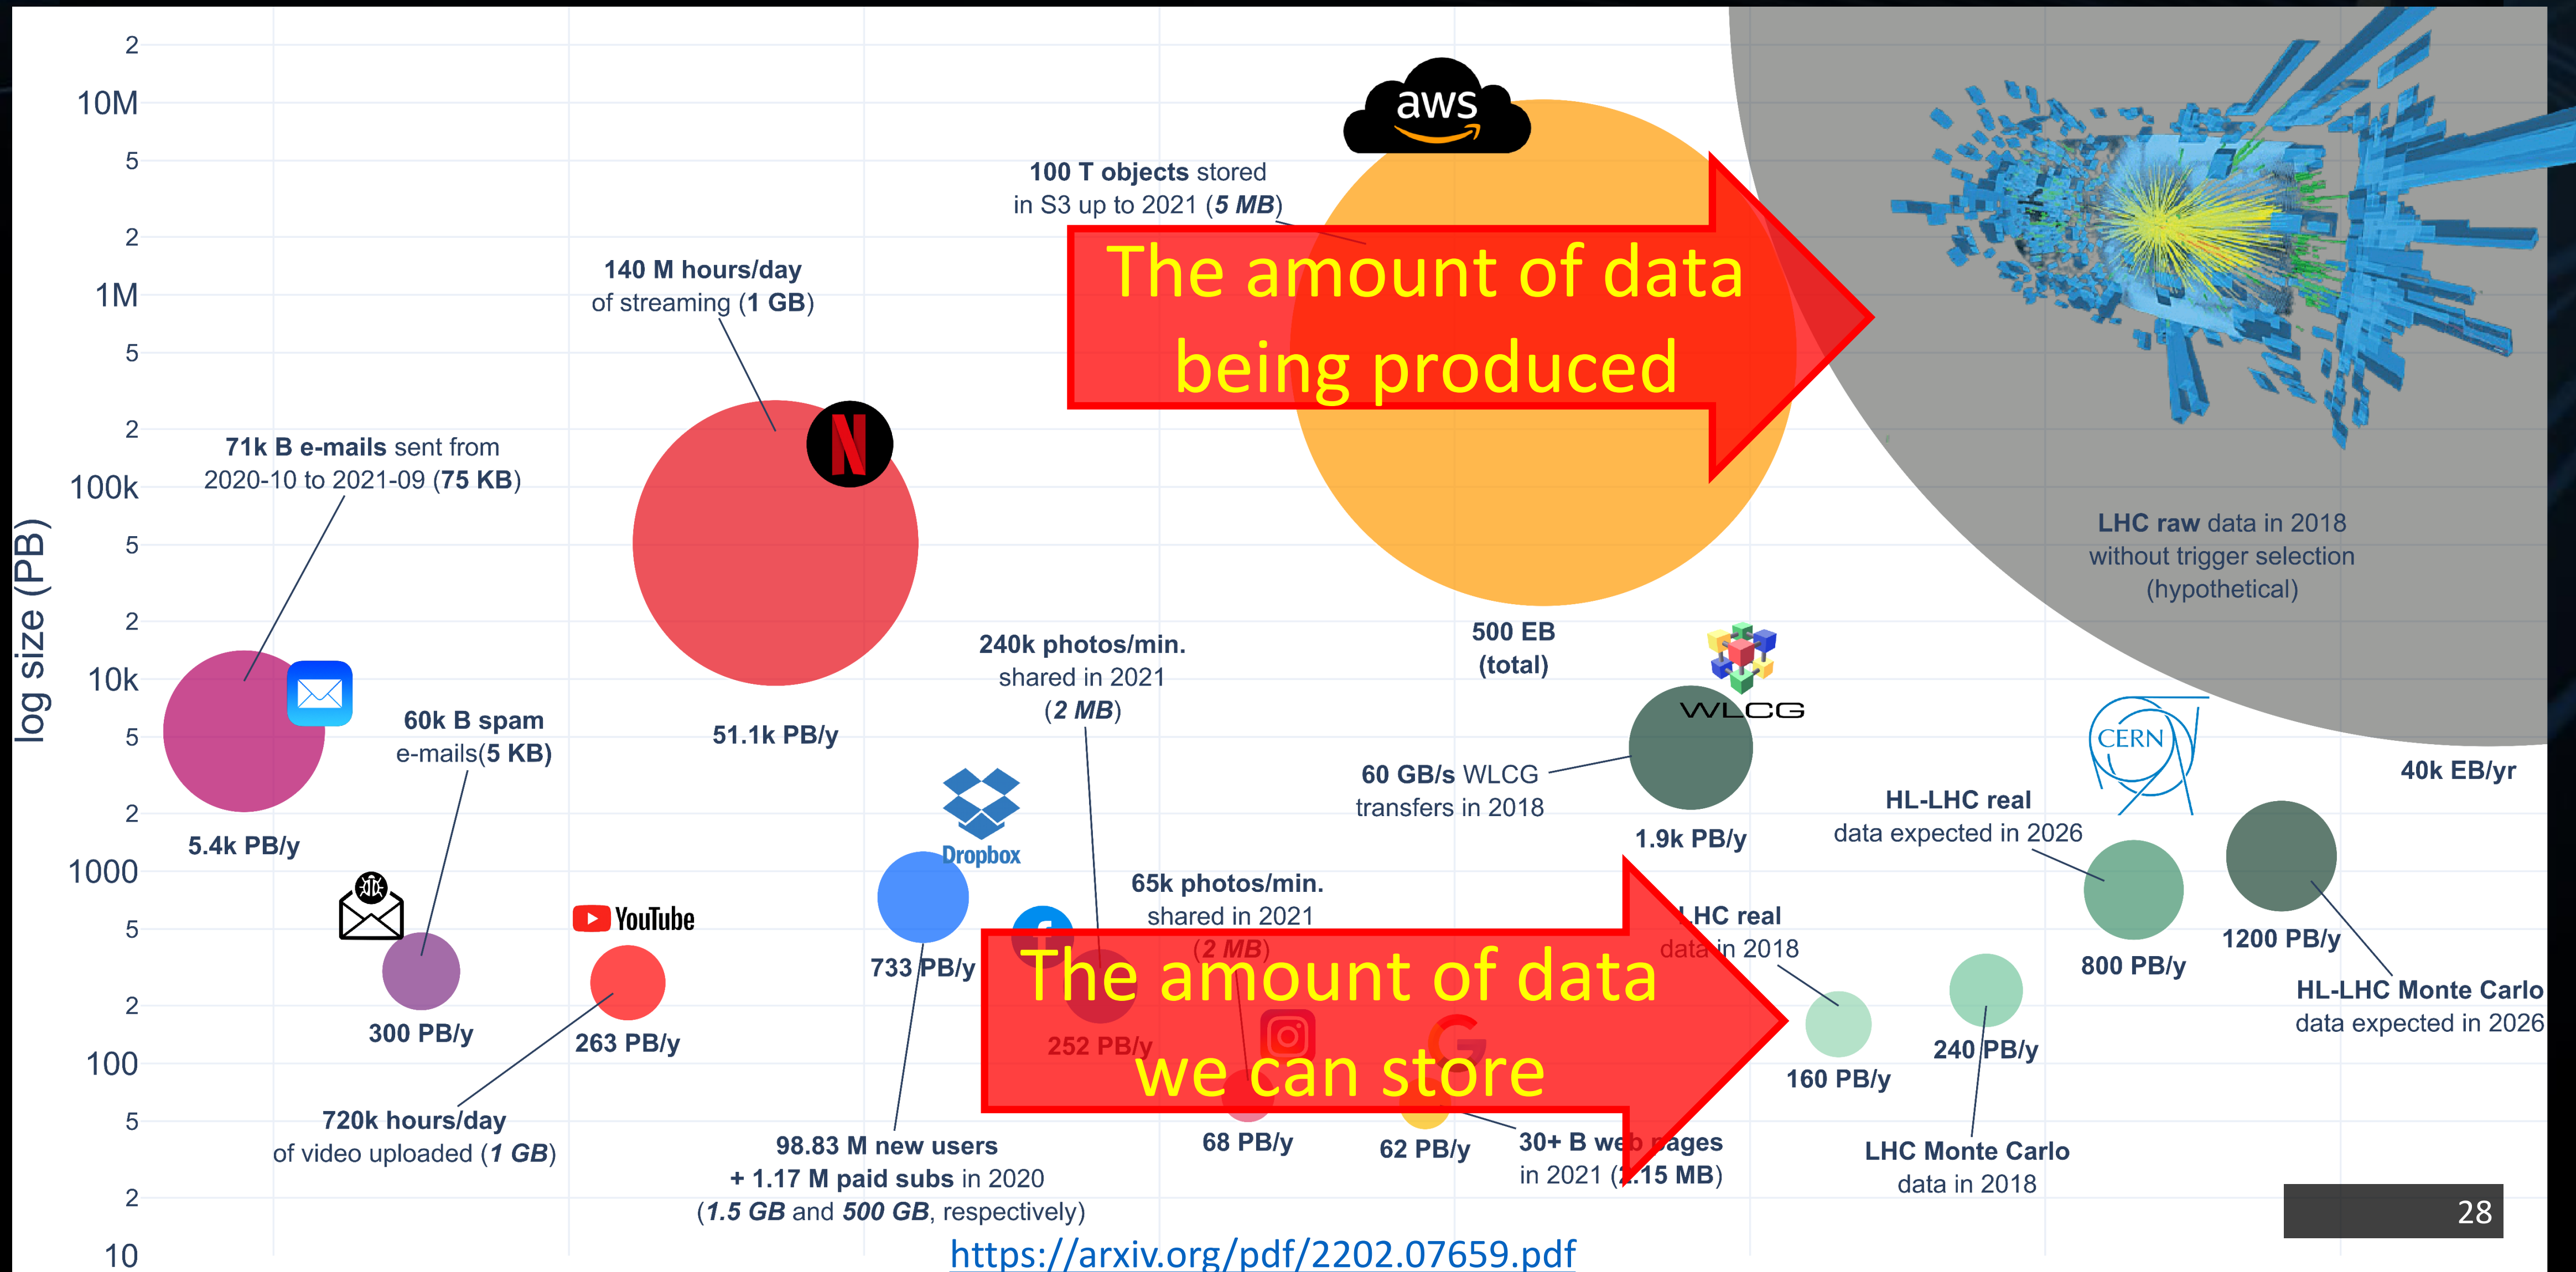 log size (PB)
2
10M
5
2
1M
5
2
100k
5
2
10k
5
2
1000
5
2
100
5
2
10
aws
100 T objects stored
in S3 up to 2021 (5 MB)
The amount of data
being produced
140 M hours/day
of streaming (1 GB)
N
51.1k PB/y
71k B e-mails sent from
2020-10 to 2021-09 (75 KB)
5.4k PB/y
60k B spam
e-mails(5 KB)
300 PB/y
YouTube
263 PB/y
720k hours/day
of video uploaded (1 GB)
Dropbox
733 PB/y
98.83 M new users
+ 1.17 M paid subs in 2020
(1.5 GB and 500 GB, respectively)
240k photos/min.
shared in 2021
(2 MB)
f
252 PB/y
65k photos/min.
shared in 2021
(2 MB)
68 PB/y
G
62 PB/y
30+ B web pages
in 2021 (2.15 MB)
The amount of data
we can store
500 EB
(total)
WLCG
60 GB/s WLCG
transfers in 2018
1.9k PB/y
LHC raw data in 2018
without trigger selection
(hypothetical)
40k EB/yr
CERN
LHC real
data in 2018
160 PB/y
240 PB/y
LHC Monte Carlo
data in 2018
HL-LHC real
data expected in 2026
800 PB/y
1200 PB/y
HL-LHC Monte Carlo
data expected in 2026
28
https://arxiv.org/pdf/2202.07659.pdf